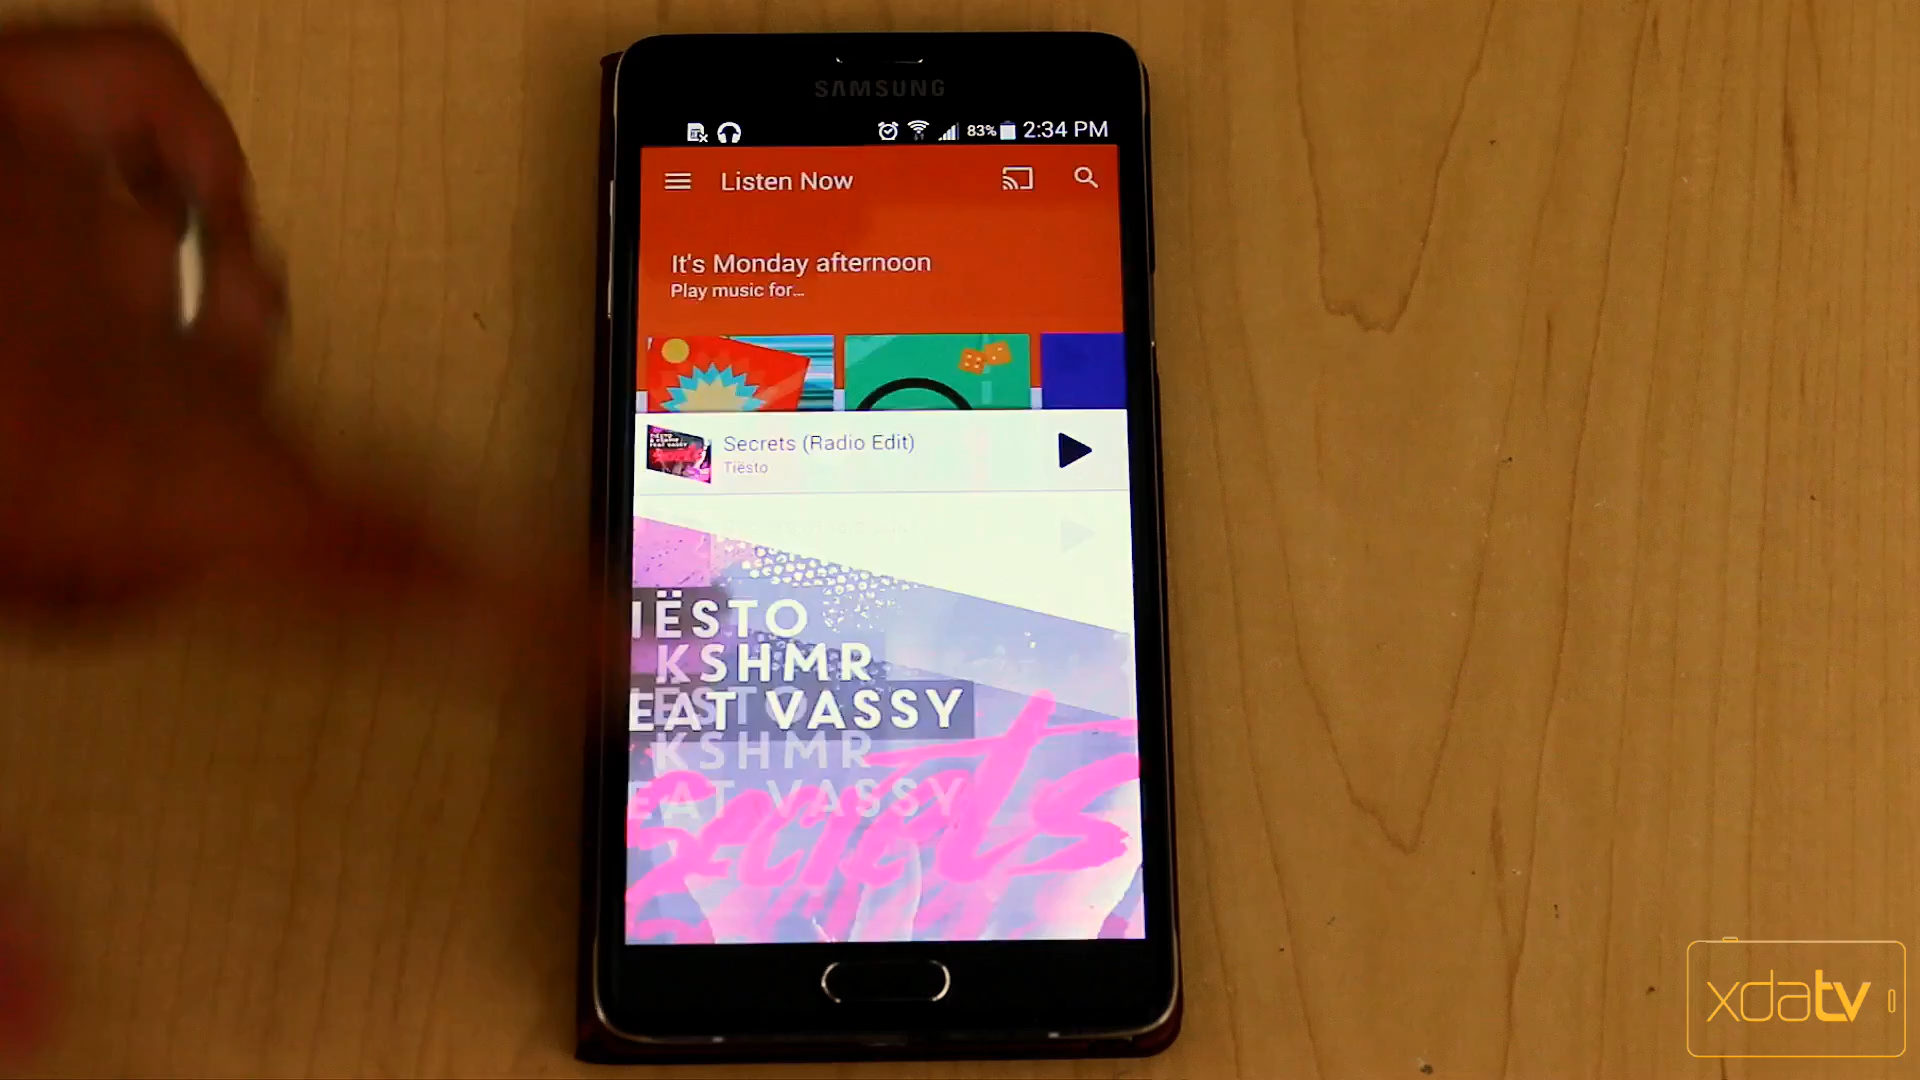 SAMSUNG
83% 2:34 PM
Listen Now
It's Monday afternoon
Play music for...
Secrets (Radio Edit)
Tiësto
IËSTO
KSHMR
EAT VASSY
KSHMR
EAT VASSY
Secrets
xdatv